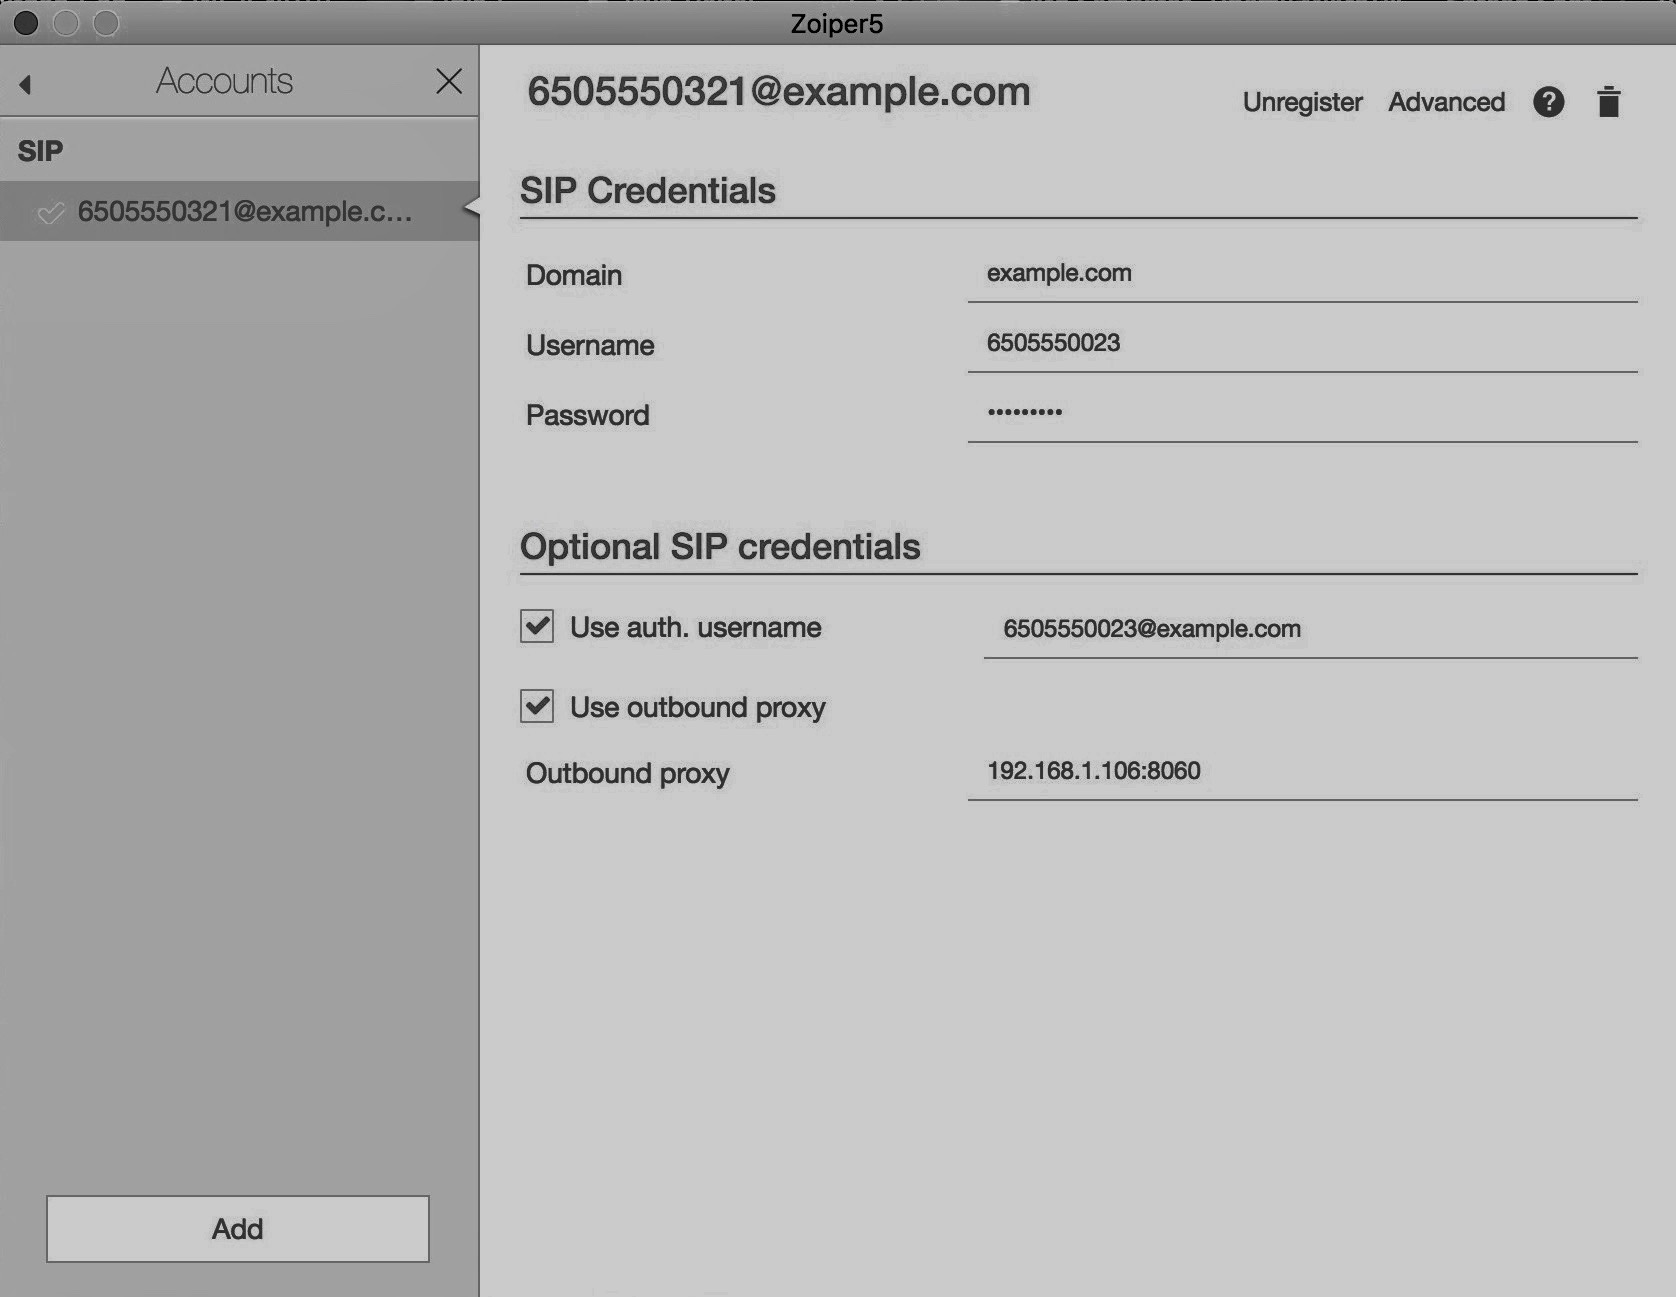 Zoiper5
Accounts
SIP
6505550321@example.c...
Add
6505550321@example.com
Unregister Advanced ?
SIP Credentials
Domain example.com
Username 6505550023
Password •••••••••
Optional SIP credentials
Use auth. username 6505550023@example.com
Use outbound proxy
Outbound proxy 192.168.1.106:8060